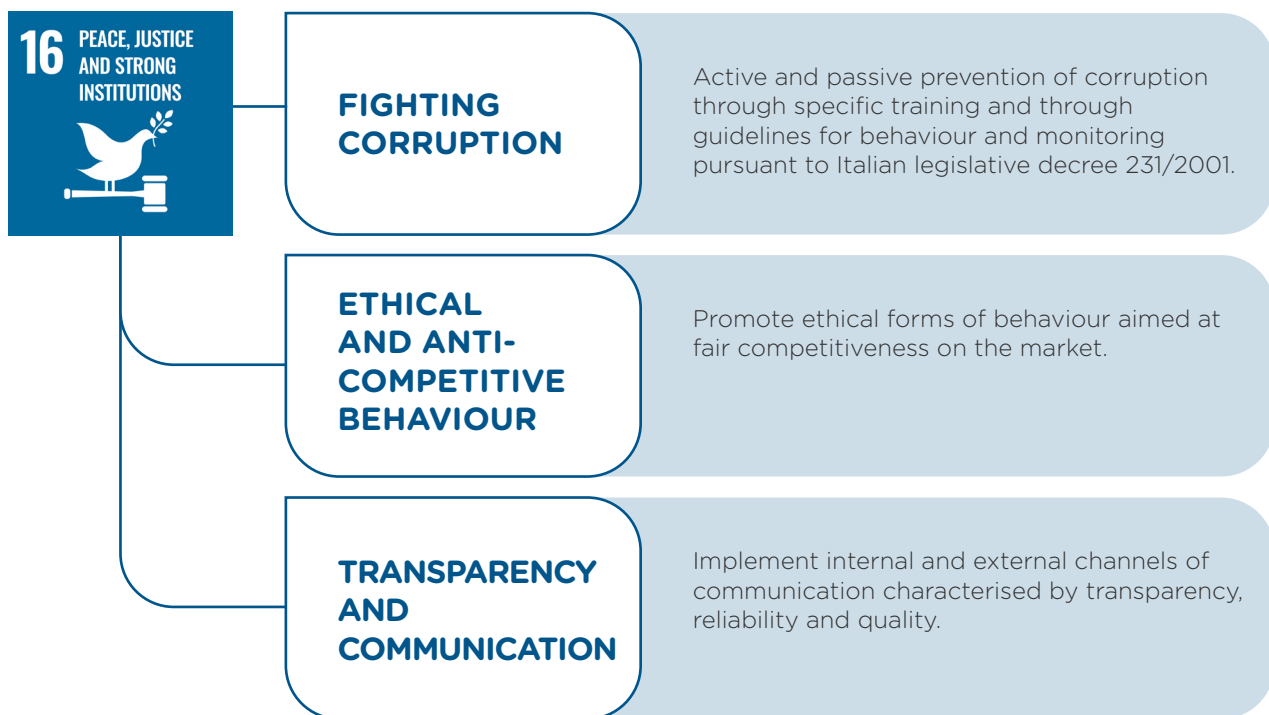 16 PEACE, JUSTICE
AND STRONG
INSTITUTIONS
FIGHTING
CORRUPTION
Active and passive prevention of corruption
through specific training and through
guidelines for behaviour and monitoring
pursuant to Italian legislative decree 231/2001.
ETHICAL
AND ANTI-
COMPETITIVE
BEHAVIOUR
Promote ethical forms of behaviour aimed at
fair competitiveness on the market.
TRANSPARENCY
AND
COMMUNICATION
Implement internal and external channels of
communication characterised by transparency,
reliability and quality.